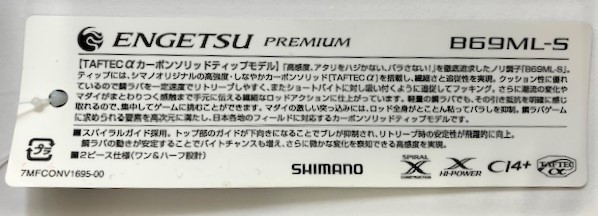 ENGETSU PREMIUM B69ML-S
【TAFTECαカーボンソリッドティップモデル】「高感度、アタリをハジかない、バラさない!」を徹底追求したノリ調子「B69ML-S」。
ティップには、シマノオリジナルの高強度・しなやかカーボンソリッド「TAFTECα」を搭載し、繊細さと追従性を実現。クッション性に優れ
ているので鯛ラバを一定速度でリトリーブしやすく、またショートバイトに対し吸い付くように追従してフッキング。さらに潮流の変化や
マダイがまとわりつく感触まで手元に伝える繊細なロッドアクションに仕上がっています。軽量の鯛ラバでも、その引き抵抗を明確に感じ
取れるので、集中してゲームに挑むことができます。マダイの激しい突っ込みには、ロッド全身がとことん粘ってバラしを抑制。鯛ラバゲーム
に求められる要素を高次元に満たし、日本各地のフィールドに対応するカーボンソリッドティップモデルです。
■スパイラルガイド採用。トップ部のガイドが下向きになることでブレが抑制され、リトリーブ時の安定性が飛躍的に向上。
鯛ラバの動きが安定することでバイトチャンスも増え、さらに微かな変化を察知できる高感度を実現。
■2ピース仕様(ワン&ハーフ設計)
プラ
7MFCONV1695-00
SHIMANO
SPIRAL X CONSTRUCTION
X HI-POWER
CI4+
TAFTEC α